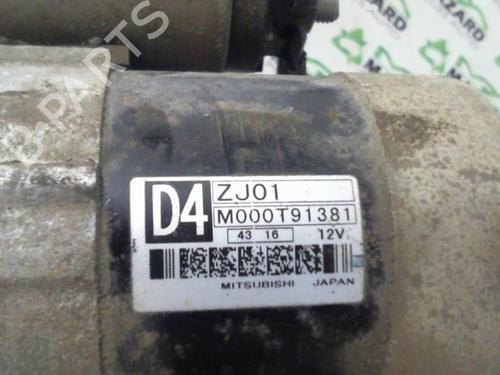 D4 ZJ01
M000T91381
43 16 12V.
MITSUBISHI JAPAN
B-PARTS